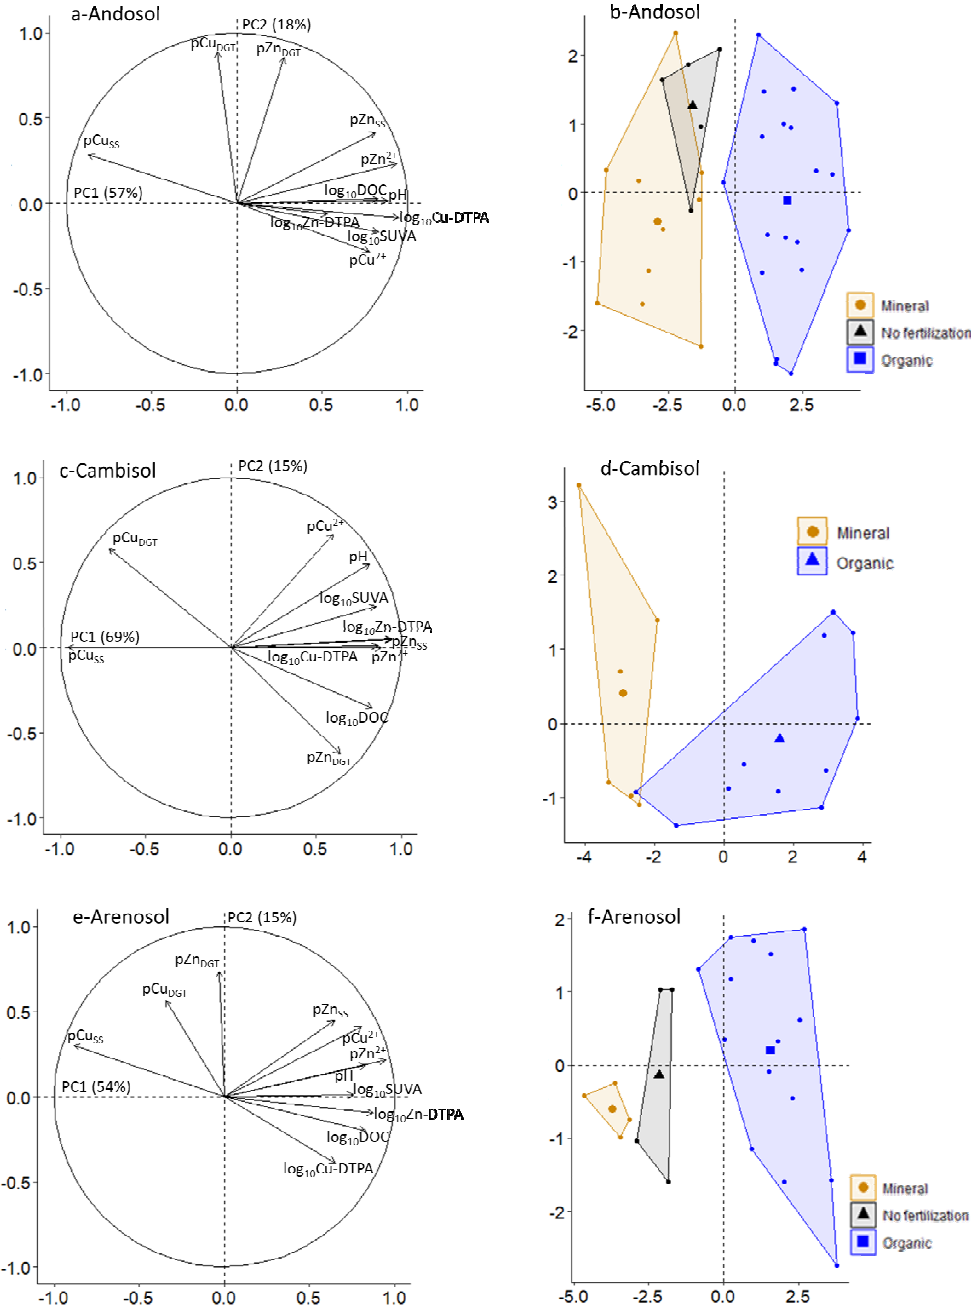 a-Andosol
PC2 (18%)
pCuDGT
pZnDGT
pZnSS
pCuSS
pZn2+
PC1 (57%)
log10DOC
pH
log10Zn-DTPA
log10Cu-DTPA
log10SUVA
pCu2+
1.0
0.5
0.0
-0.5
-1.0
-1.0 -0.5 0.0 0.5 1.0
b-Andosol
2
1
0
-1
-2
-5.0 -2.5 0.0 2.5
Mineral
No fertilization
Organic
c-Cambisol
PC2 (15%)
pCuDGT
pCu2+
pH
log10SUVA
log10Zn-DTPA
PC1 (69%)
pZnSS
pCuSS
log10Cu-DTPA
pZn2+
log10DOC
pZnDGT
1.0
0.5
0.0
-0.5
-1.0
-1.0 -0.5 0.0 0.5 1.0
d-Cambisol
3
2
1
0
-1
-4 -2 0 2 4
Mineral
Organic
e-Arenosol
PC2 (15%)
pZnDGT
pCuDGT
pZnSS
pCuSS
pCu2+
pZn2+
pH
PC1 (54%)
log10SUVA
log10Zn-DTPA
log10DOC
log10Cu-DTPA
1.0
0.5
0.0
-0.5
-1.0
-1.0 -0.5 0.0 0.5 1.0
f-Arenosol
2
1
0
-1
-2
-5.0 -2.5 0.0 2.5
Mineral
No fertilization
Organic